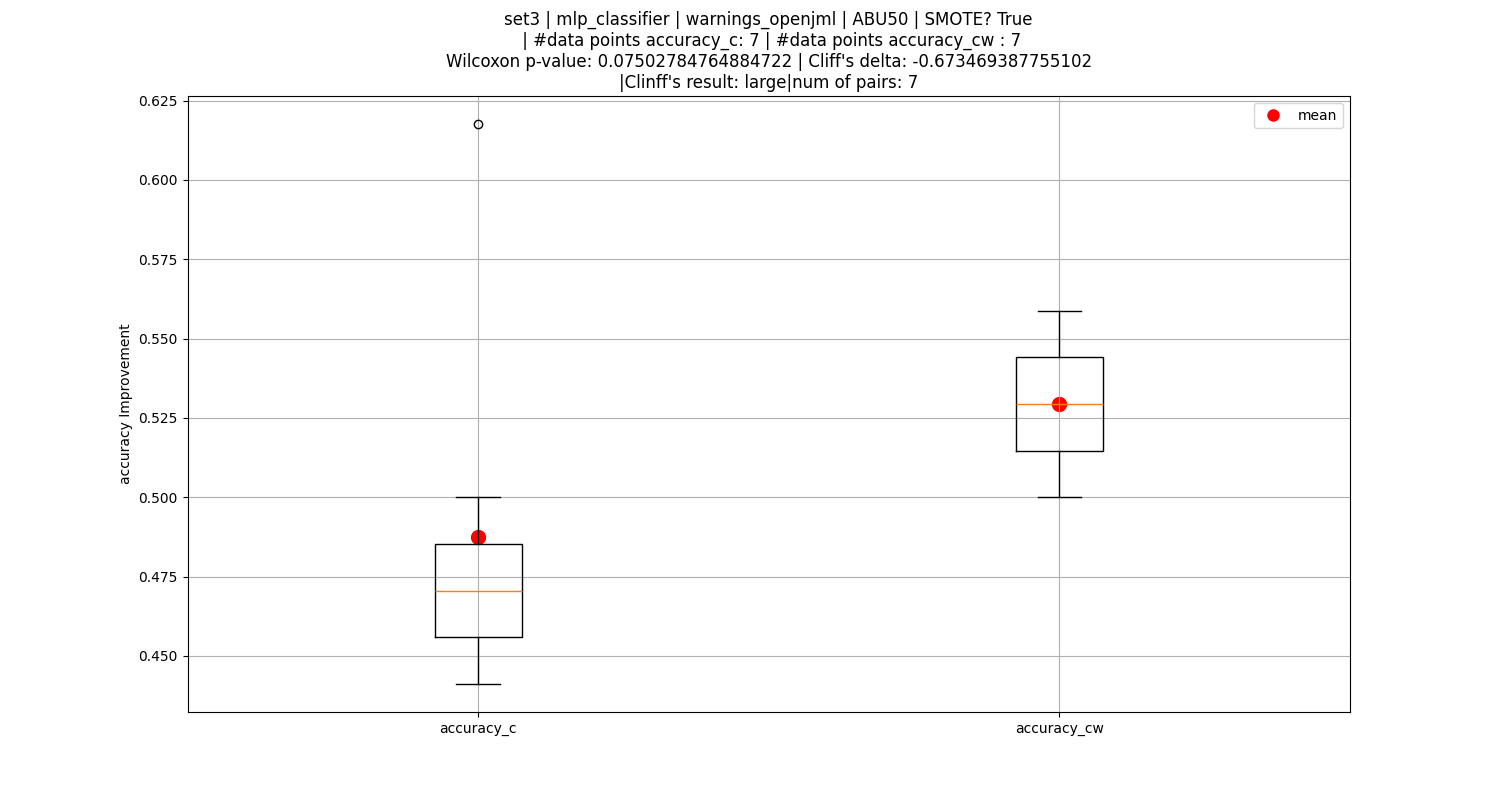 set3 | mlp_classifier | warnings_openjml | ABU50 | SMOTE? True
| #data points accuracy_c: 7 | #data points accuracy_cw : 7
Wilcoxon p-value: 0.07502784764884722 | Cliff's delta: -0.673469387755102
|Clinff's result: large|num of pairs: 7
mean
accuracy Improvement
0.625
0.600
0.575
0.550
0.525
0.500
0.475
0.450
accuracy_c
accuracy_cw